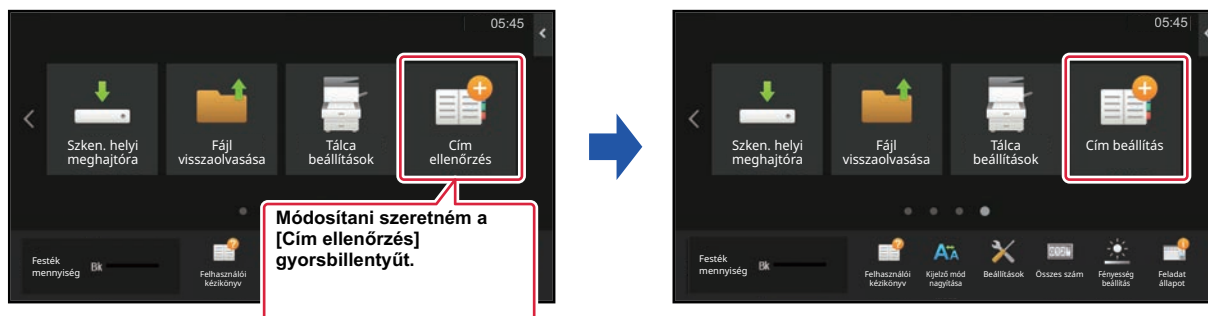 05:45
Szken. helyi
meghajtóra
Fájl
visszaolvasása
Tálca
beállítások
Cím
ellenőrzés
Módosítani szeretném a
[Cím ellenőrzés]
gyorsbillentyűt.
Festék
mennyiség
Bk
Felhasználói
kézikönyv
05:45
Szken. helyi
meghajtóra
Fájl
visszaolvasása
Tálca
beállítások
Cím beállítás
Festék
mennyiség
Bk
Felhasználói
kézikönyv
Kijelző mód
nagyítása
Beállítások
Összes szám
Fényesség
beállítás
Feladat
állapot